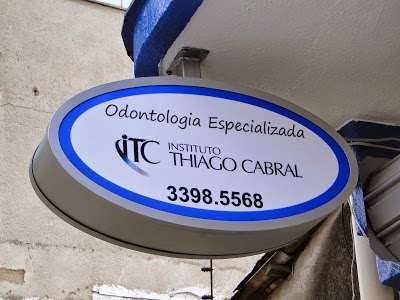 Odontologia Especializada
iTC INSTITUTO
THIAGO CABRAL
3398.5568